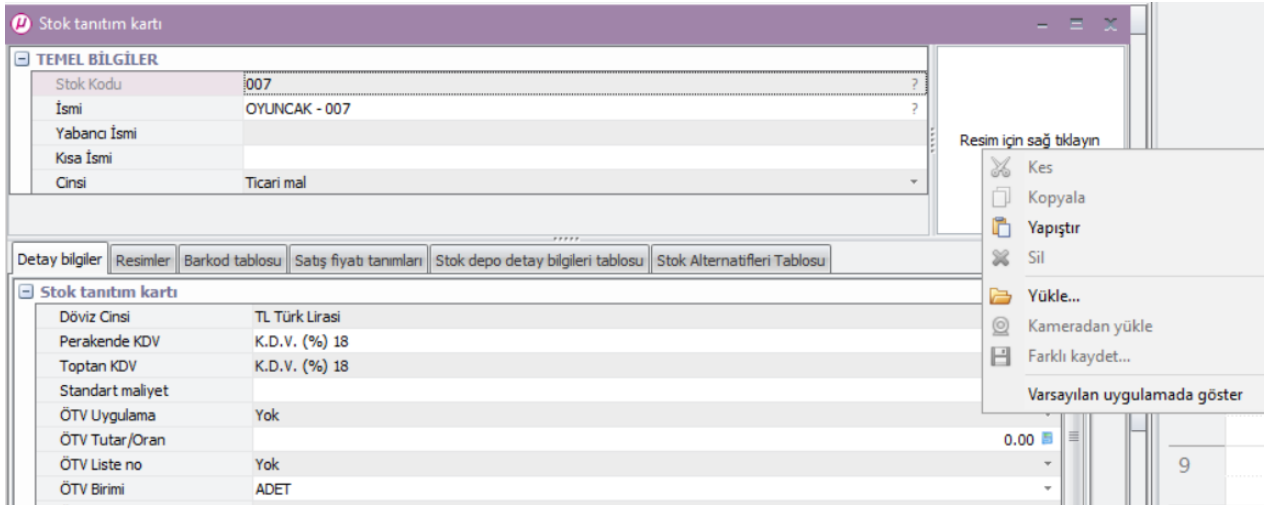 Stok tanıtım kartı
TEMEL BİLGİLER
Stok Kodu 007 ?
İsmi OYUNCAK - 007 ?
Yabancı İsmi
Kısa İsmi
Cinsi Ticari mal
Resim için sağ tıklayın
Kes
Kopyala
Yapıştır
Sil
Yükle...
Kameradan yükle
Farklı kaydet...
Varsayılan uygulamada göster
Detay bilgiler Resimler Barkod tablosu Satış fiyatı tanımları Stok depo detay bilgileri tablosu Stok Alternatifleri Tablosu
Stok tanıtım kartı
Döviz Cinsi TL Türk Lirasi
Perakende KDV K.D.V. (%) 18
Toptan KDV K.D.V. (%) 18
Standart maliyet
ÖTV Uygulama Yok
ÖTV Tutar/Oran 0.00
ÖTV Liste no Yok
ÖTV Birimi ADET
9